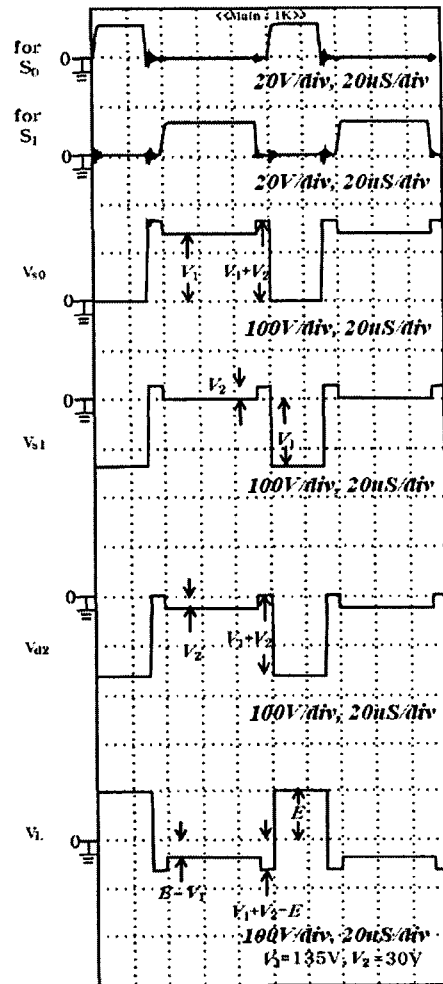 <<Main : 1K>>
for
S0
0
20V/div, 20uS/div
for
S1
0
20V/div, 20uS/div
Vs0
V1
V1+V2
0
100V/div, 20uS/div
V2
0
Vs1
V1
100V/div, 20uS/div
0
Vd2
V2
V1+V2
100V/div, 20uS/div
E
VL
0
E-V1
V1+V2-E
100V/div, 20uS/div
V1=135V, V2=30V